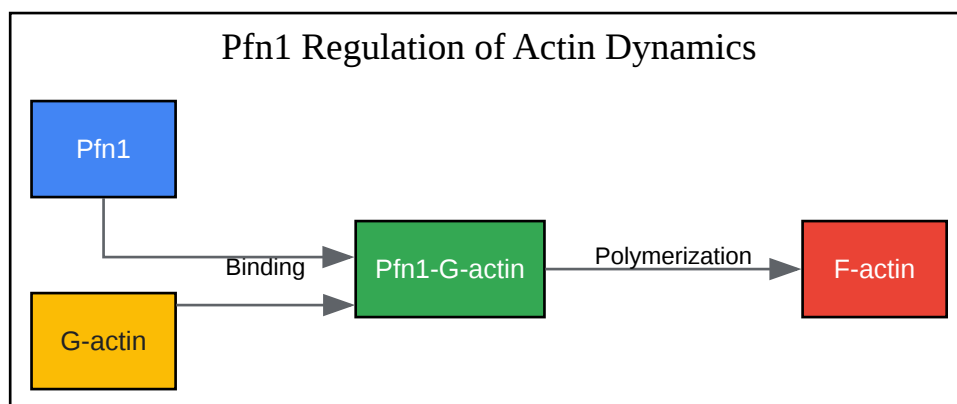 Pfn1 Regulation of Actin Dynamics
Pfn1
Binding
Pfn1-G-actin
Polymerization
F-actin
G-actin